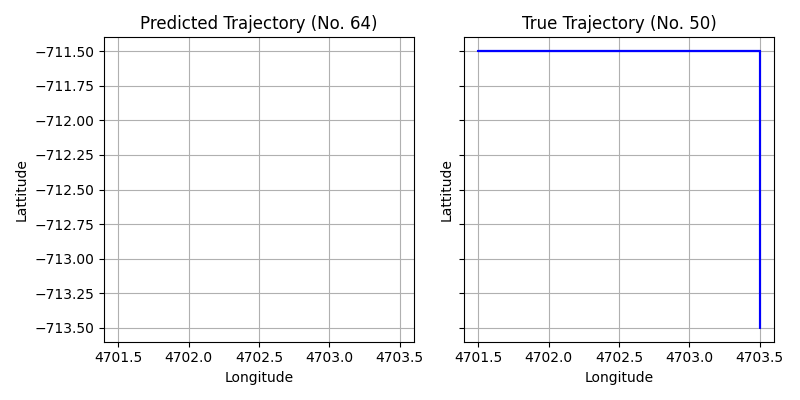 Predicted Trajectory (No. 64)
True Trajectory (No. 50)
−711.50
−711.75
−712.00
−712.25
−712.50
−712.75
−713.00
−713.25
−713.50
Lattitude
Lattitude
4701.5 4702.0 4702.5 4703.0 4703.5
4701.5 4702.0 4702.5 4703.0 4703.5
Longitude
Longitude